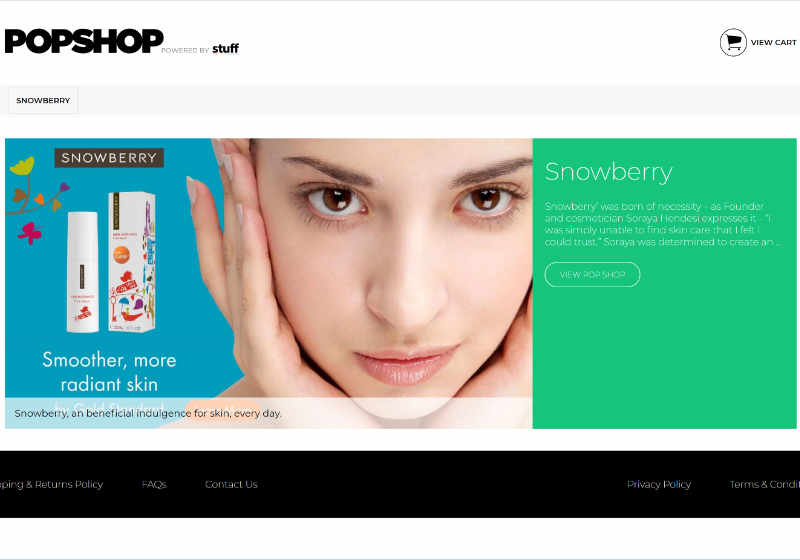 POPSHOP POWERED BY stuff
VIEW CART
SNOWBERRY
SNOWBERRY
Smoother, more
radiant skin
Snowberry, an beneficial indulgence for skin, every day.
Snowberry
Snowberry' was born of necessity - as Founder
and cosmetician Soraya Hendesi expresses it - "I
was simply unable to find skin care that I felt I
could trust." Soraya was determined to create an ...
VIEW POP SHOP
pping & Returns Policy
FAQs
Contact Us
Privacy Policy
Terms & Condit